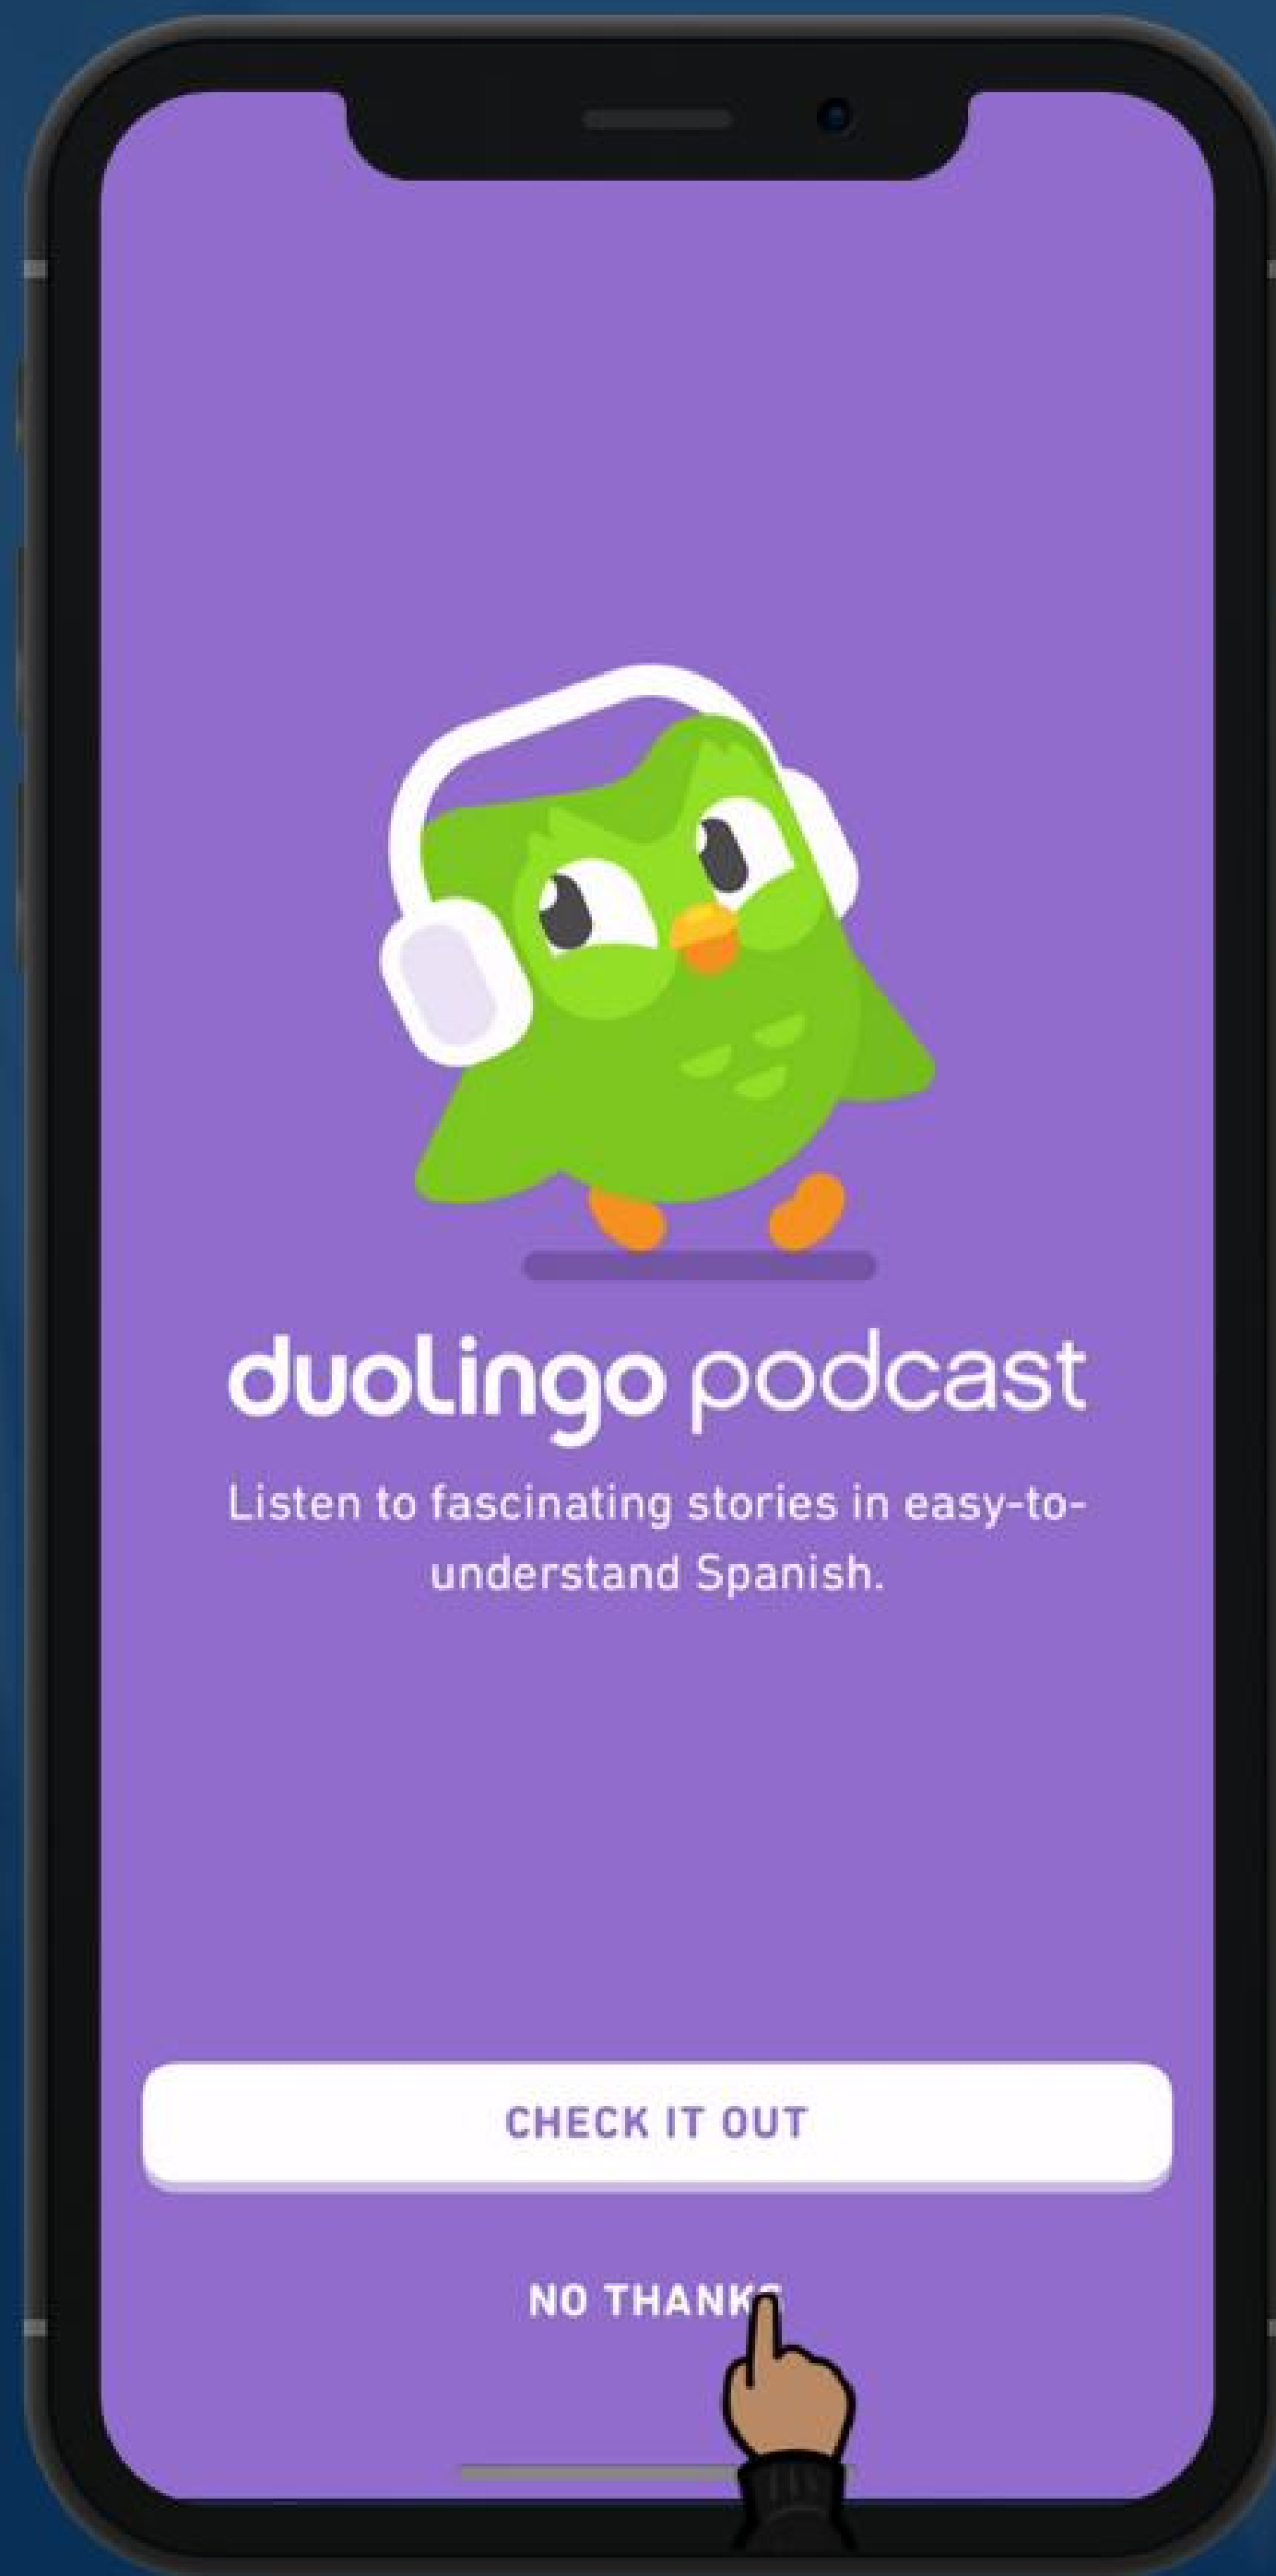 duolingo podcast
Listen to fascinating stories in easy-to-
understand Spanish.
CHECK IT OUT
NO THANKS